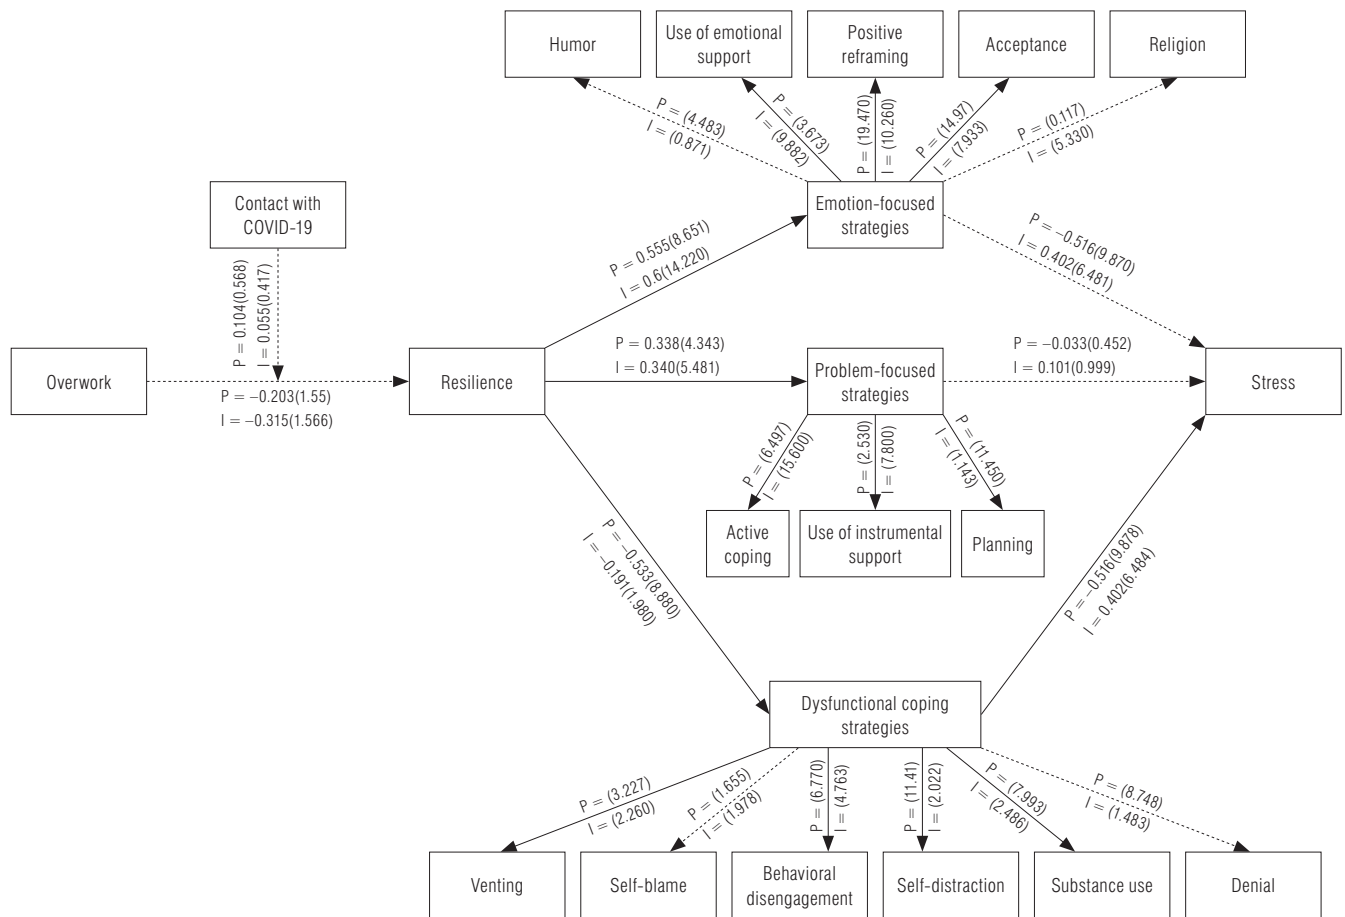 Humor
Use of emotional
support
Positive
reframing
Acceptance
Religion
P = (4.483)
I = (0.871)
P = (3.673)
I = (9.882)
P = (19.470)
I = (10.260)
P = (14.97)
I = (7.933)
P = (0.117)
I = (5.330)
Contact with
COVID-19
Emotion-focused
strategies
P = 0.104(0.568)
I = 0.055(0.417)
P = 0.555(8.651)
I = 0.6(14.220)
P = −0.516(9.870)
I = 0.402(6.481)
Overwork
P = −0.203(1.55)
I = −0.315(1.566)
Resilience
P = 0.338(4.343)
I = 0.340(5.481)
Problem-focused
strategies
P = −0.033(0.452)
I = 0.101(0.999)
Stress
P = (6.497)
I = (15.600)
P = (2.530)
I = (7.800)
P = (11.450)
I = (1.143)
Active
coping
Use of instrumental
support
Planning
P = −0.533(8.880)
I = −0.191(1.980)
P = −0.516(9.878)
I = 0.402(6.484)
Dysfunctional coping
strategies
P = (3.227)
I = (2.260)
P = (1.655)
I = (1.978)
P = (6.770)
I = (4.763)
P = (11.41)
I = (2.022)
P = (7.993)
I = (2.486)
P = (8.748)
I = (1.483)
Venting
Self-blame
Behavioral
disengagement
Self-distraction
Substance use
Denial